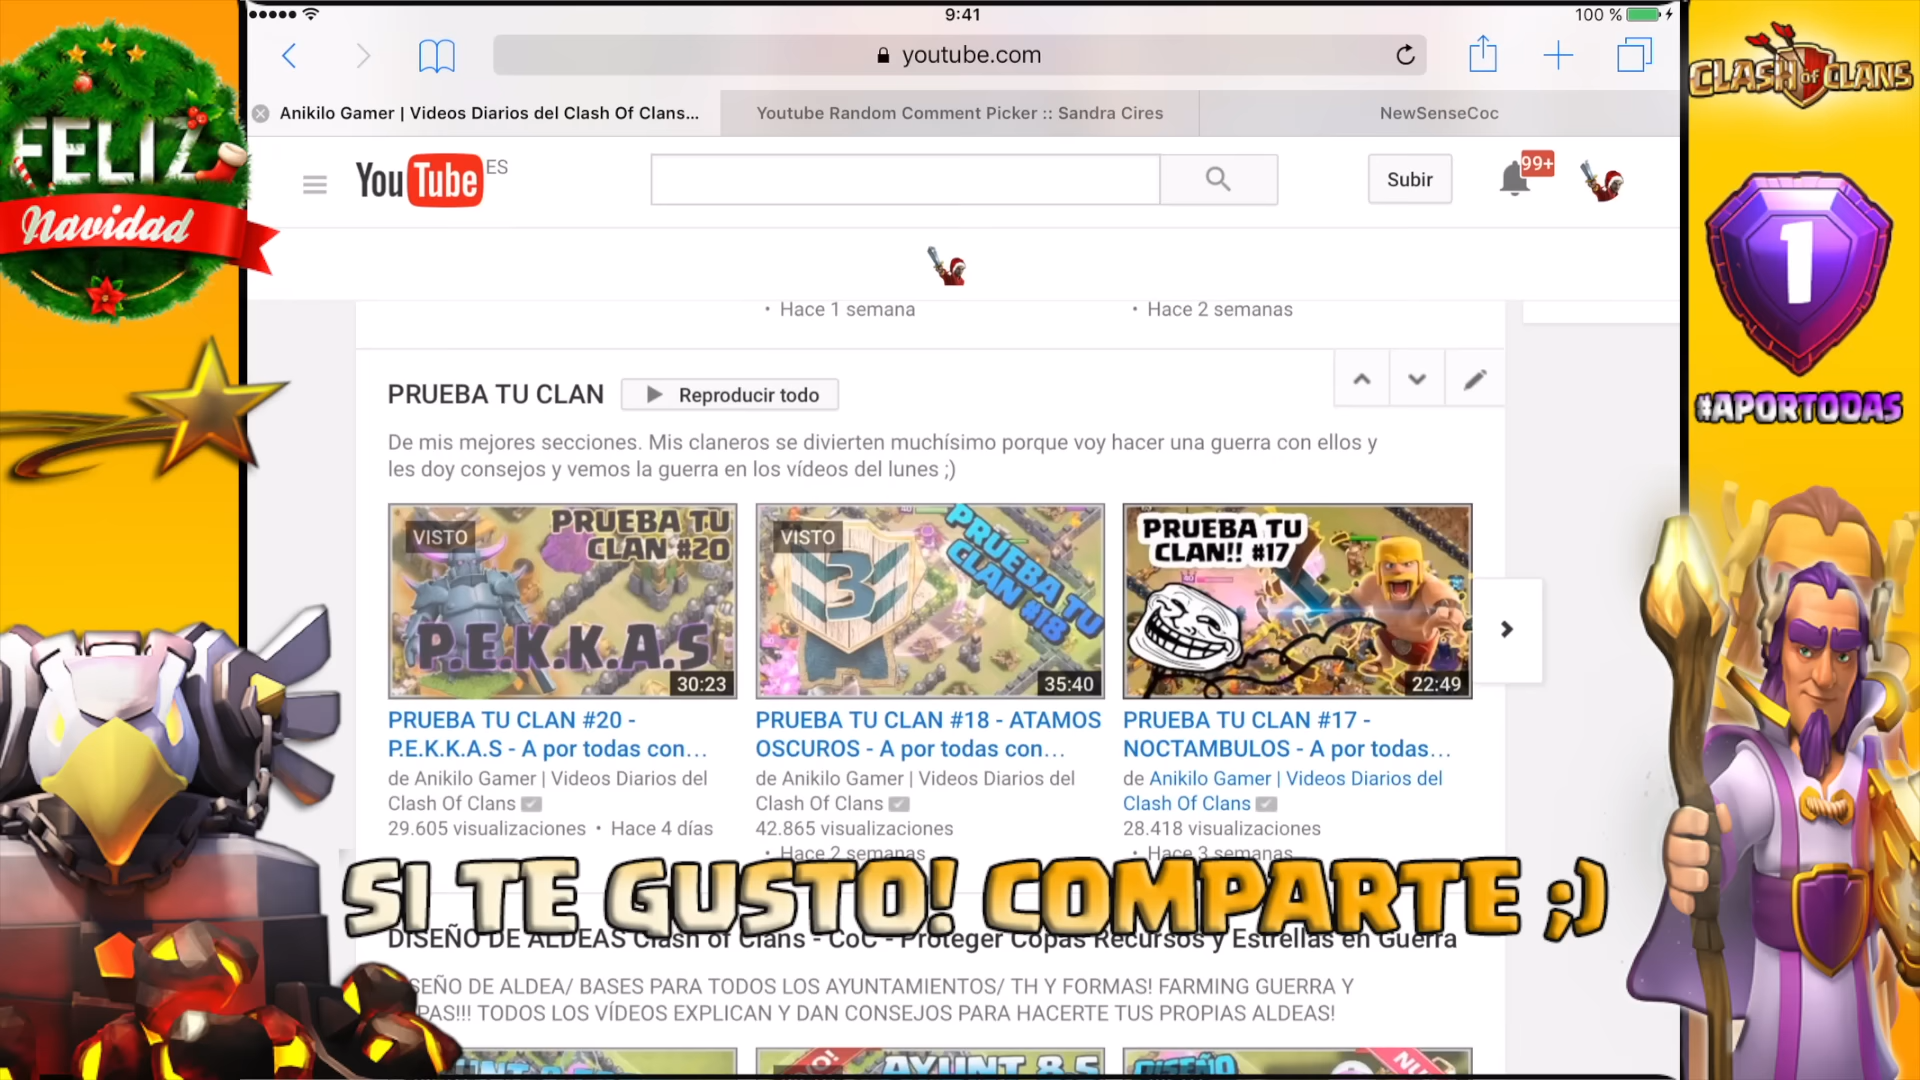 9:41
100 %
youtube.com
Anikilo Gamer | Videos Diarios del Clash Of Clans...
Youtube Random Comment Picker :: Sandra Cires
NewSenseCoc
CLASH of CLANS
FELIZ
Navidad
YouTube ES
Subir
99+
1
#APORTODAS
• Hace 1 semana
• Hace 2 semanas
PRUEBA TU CLAN
Reproducir todo
De mis mejores secciones. Mis claneros se divierten muchísimo porque voy hacer una guerra con ellos y
les doy consejos y vemos la guerra en los vídeos del lunes ;)
VISTO
PRUEBA TU
CLAN #20
P.E.K.K.A.S
30:23
VISTO
3
PRUEBA TU
CLAN #18
35:40
PRUEBA TU
CLAN!! #17
22:49
PRUEBA TU CLAN #20 -
P.E.K.K.A.S - A por todas con...
de Anikilo Gamer | Videos Diarios del
Clash Of Clans
29.605 visualizaciones • Hace 4 días
PRUEBA TU CLAN #18 - ATAMOS
OSCUROS - A por todas con...
de Anikilo Gamer | Videos Diarios del
Clash Of Clans
42.865 visualizaciones
• Hace 2 semanas
PRUEBA TU CLAN #17 -
NOCTAMBULOS - A por todas...
de Anikilo Gamer | Videos Diarios del
Clash Of Clans
28.418 visualizaciones
• Hace 3 semanas
SI TE GUSTO! COMPARTE ;)
DISEÑO DE ALDEAS Clash of Clans - CoC - Proteger Copas Recursos y Estrellas en Guerra
SEÑO DE ALDEA/ BASES PARA TODOS LOS AYUNTAMIENTOS/ TH Y FORMAS! FARMING GUERRA Y
PAS!!! TODOS LOS VÍDEOS EXPLICAN Y DAN CONSEJOS PARA HACERTE TUS PROPIAS ALDEAS!
AYUNT 8.5
DISEÑO